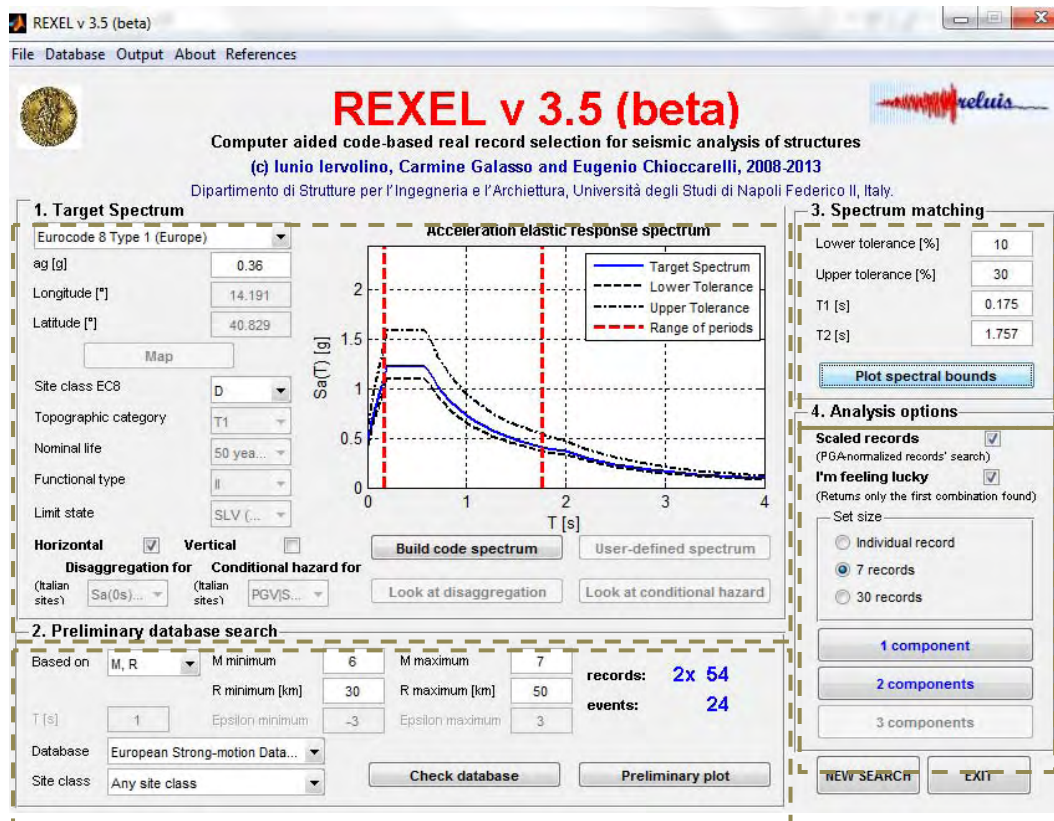 REXEL v 3.5 (beta)
File Database Output About References
REXEL v 3.5 (beta)
reluis
Computer aided code-based real record selection for seismic analysis of structures
(c) Iunio Iervolino, Carmine Galasso and Eugenio Chioccarelli, 2008-2013
Dipartimento di Strutture per l'Ingegneria e l'Archiettura, Università degli Studi di Napoli Federico II, Italy.
1. Target Spectrum
Eurocode 8 Type 1 (Europe)
ag [g] 0.36
Longitude [°] 14.191
Latitude [°] 40.829
Map
Site class EC8 D
Topographic category T1
Nominal life 50 yea...
Functional type II
Limit state SLV (...
Horizontal Vertical
Disaggregation for Conditional hazard for
(Italian sites) Sa(0s)... (Italian sites) PGV|S...
Acceleration elastic response spectrum
Target Spectrum
Lower Tolerance
Upper Tolerance
Range of periods
Sa(T) [g]
2
1.5
1
0.5
0
0 1 2 3 4
T [s]
Build code spectrum User-defined spectrum
Look at disaggregation Look at conditional hazard
2. Preliminary database search
Based on M, R M minimum 6 M maximum 7
R minimum [km] 30 R maximum [km] 50
T [s] 1 Epsilon minimum -3 Epsilon maximum 3
records: 2x 54
events: 24
Database European Strong-motion Data...
Site class Any site class
Check database Preliminary plot
3. Spectrum matching
Lower tolerance [%] 10
Upper tolerance [%] 30
T1 [s] 0.175
T2 [s] 1.757
Plot spectral bounds
4. Analysis options
Scaled records
(PGA-normalized records' search)
I'm feeling lucky
(Returns only the first combination found)
Set size
Individual record
7 records
30 records
1 component
2 components
3 components
NEW SEARCH EXIT